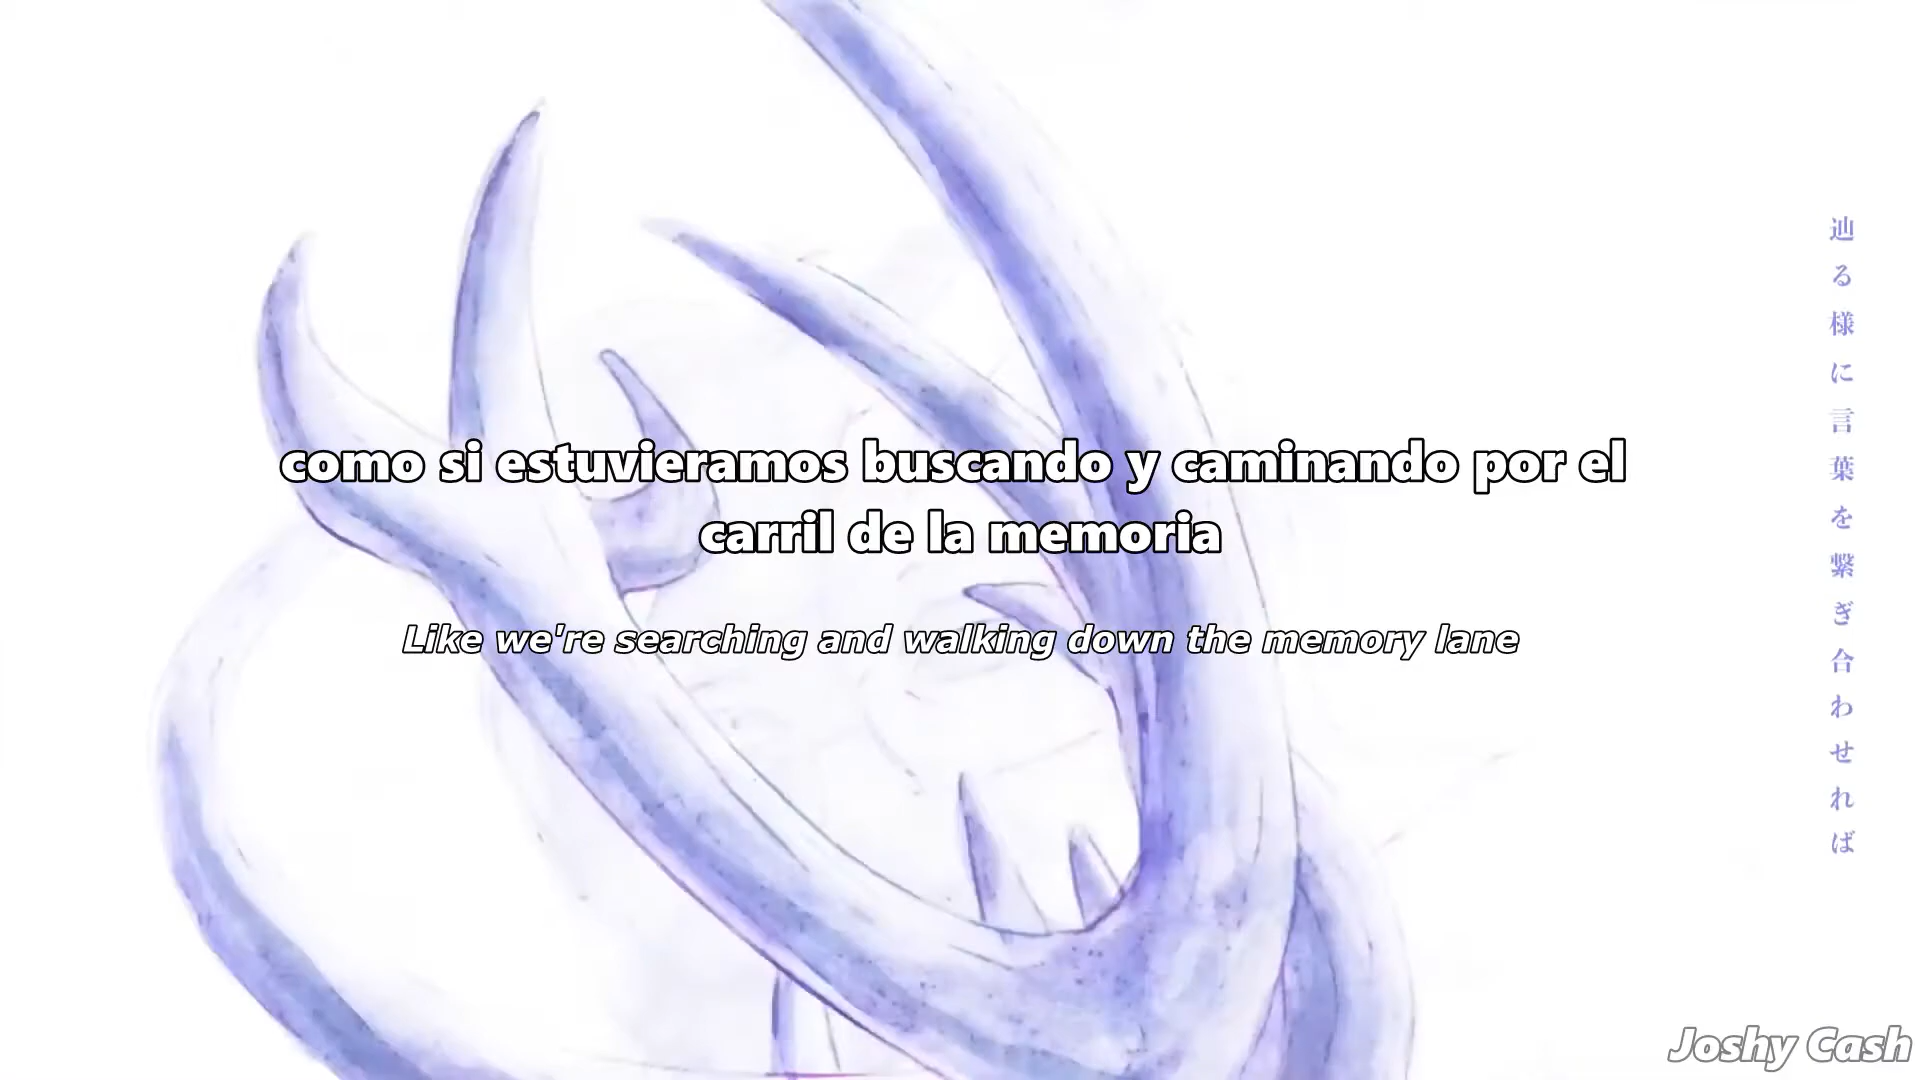 como si estuvieramos buscando y caminando por el
carril de la memoria
Like we're searching and walking down the memory lane
辿る様に言葉を繋ぎ合わせれば
Joshy Cash